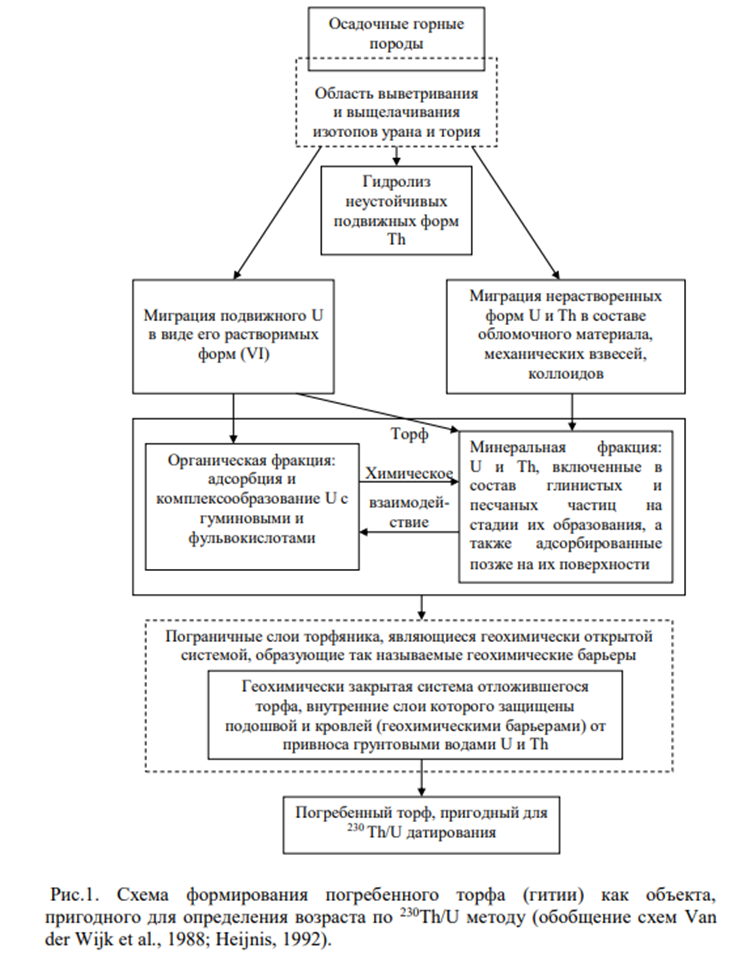 Осадочные горные
породы
Область выветривания
и выщелачивания
изотопов урана и тория
Гидролиз
неустойчивых
подвижных форм
Th
Миграция подвижного U
в виде его растворимых
форм (VI)
Миграция нерастворенных
форм U и Th в составе
обломочного материала,
механических взвесей,
коллоидов
Торф
Органическая фракция:
адсорбция и
комплексообразование U с
гуминовыми и
фульвокислотами
Химическое
взаимодей-
ствие
Минеральная фракция:
U и Th, включенные в
состав глинистых и
песчаных частиц на
стадии их образования, а
также адсорбированные
позже на их поверхности
Пограничные слои торфяника, являющиеся геохимически открытой
системой, образующие так называемые геохимические барьеры
Геохимически закрытая система отложившегося
торфа, внутренние слои которого защищены
подошвой и кровлей (геохимическими барьерами) от
привноса грунтовыми водами U и Th
Погребенный торф, пригодный для
²³⁰ Th/U датирования
Рис.1. Схема формирования погребенного торфа (гитии) как объекта,
пригодного для определения возраста по ²³⁰Th/U методу (обобщение схем Van
der Wijk et al., 1988; Heijnis, 1992).